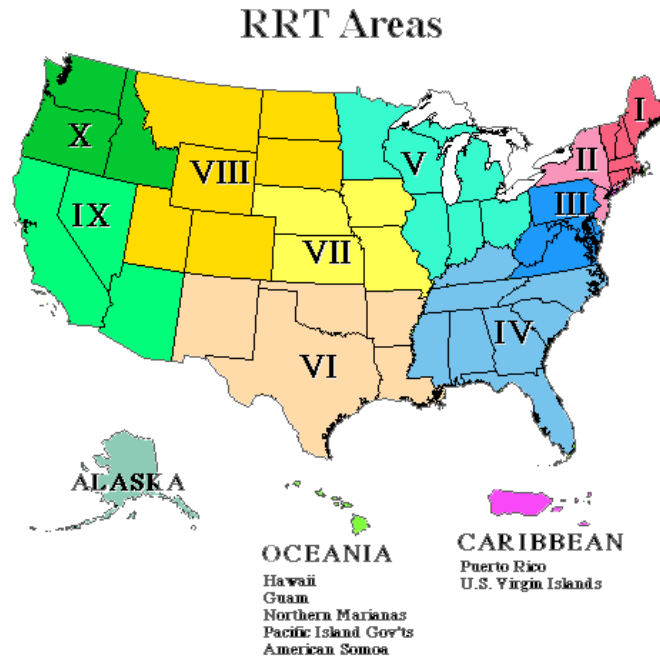 RRT Areas
I
X
V
II
VIII
III
IX
VII
IV
VI
ALASKA
OCEANIA
Hawaii
Guam
Northern Marianas
Pacific Island Gov'ts
American Somoa
CARIBBEAN
Puerto Rico
U.S. Virgin Islands